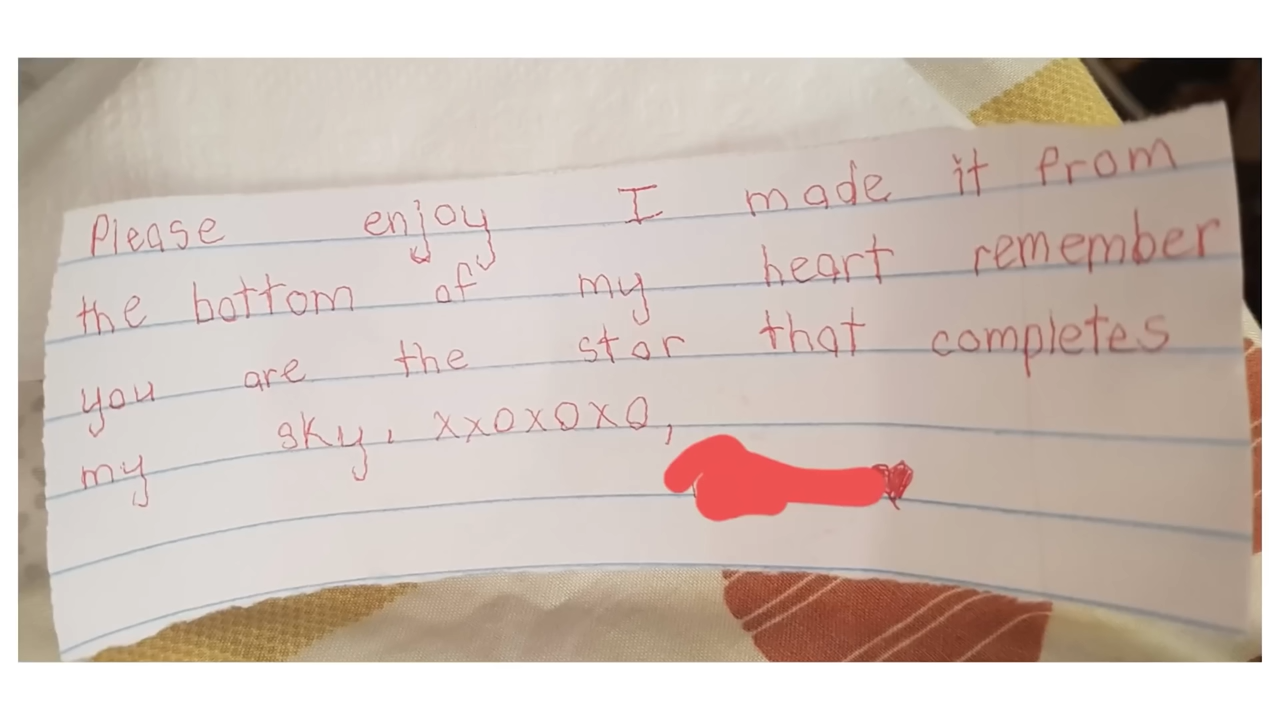 Please enjoy I made it from
the bottom of my heart remember
you are the star that completes
my sky, xxoxoxo,